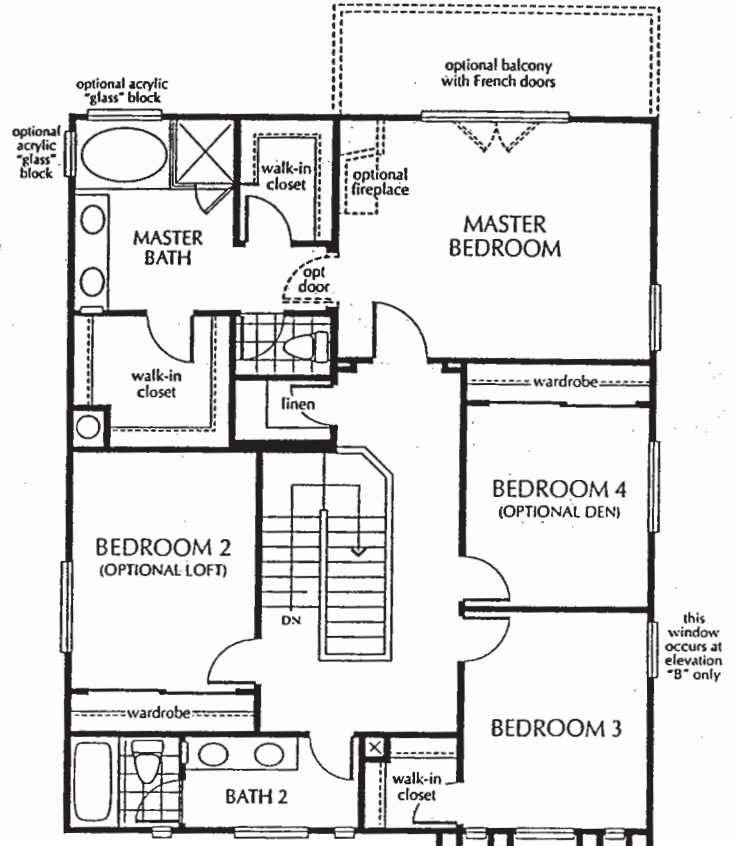 optional balcony
with French doors
optional acrylic
"glass" block
optional
acrylic
"glass"
block
walk-in
closet
optional
fireplace
MASTER
BEDROOM
MASTER
BATH
opt
door
walk-in
closet
wardrobe
linen
BEDROOM 4
(OPTIONAL DEN)
BEDROOM 2
(OPTIONAL LOFT)
DN
this
window
occurs at
elevation
"B" only
wardrobe
BEDROOM 3
walk-in
closet
BATH 2